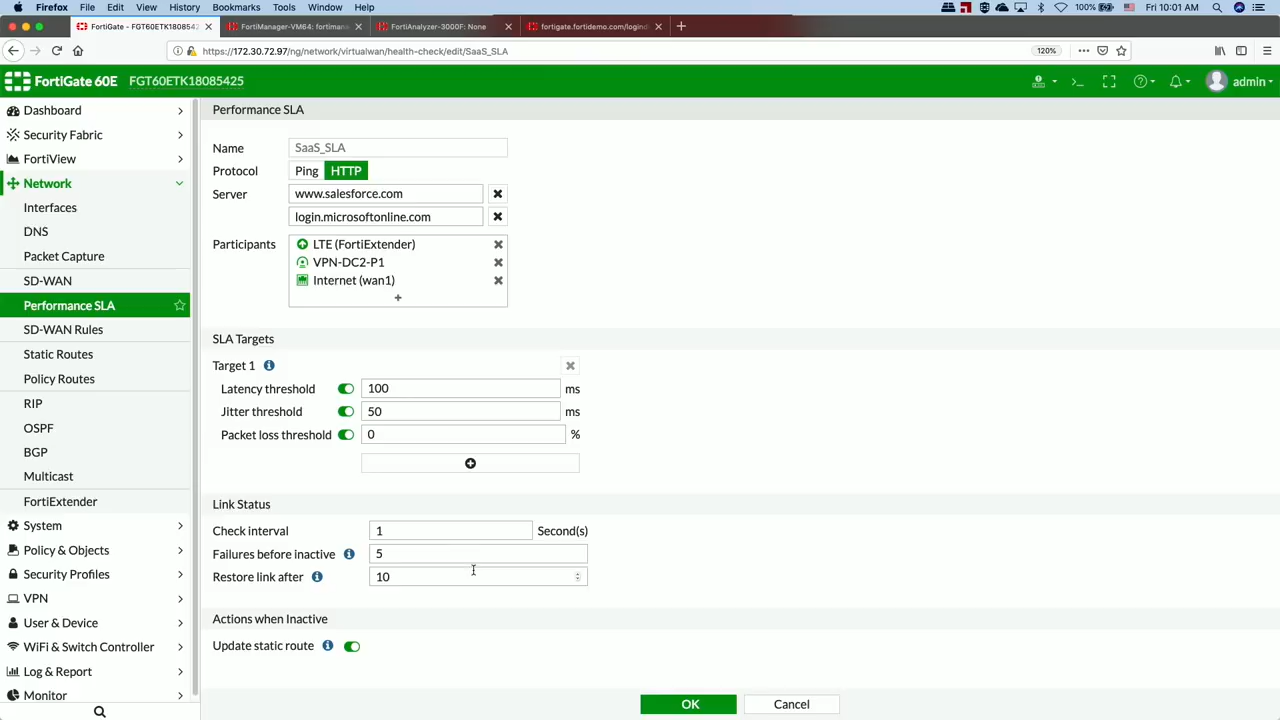 Firefox File Edit View History Bookmarks Tools Window Help 100% Fri 10:01 AM
FortiGate - FGT60ETK1808542 FortiManager-VM64: fortimana FortiAnalyzer-3000F: None fortigate.fortidemo.com/login
https://172.30.72.97/ng/network/virtualwan/health-check/edit/SaaS_SLA 120%
FortiGate 60E FGT60ETK18085425 admin
Dashboard
Security Fabric
FortiView
Network
Interfaces
DNS
Packet Capture
SD-WAN
Performance SLA
SD-WAN Rules
Static Routes
Policy Routes
RIP
OSPF
BGP
Multicast
FortiExtender
System
Policy & Objects
Security Profiles
VPN
User & Device
WiFi & Switch Controller
Log & Report
Monitor
Performance SLA
Name SaaS_SLA
Protocol Ping HTTP
Server www.salesforce.com
login.microsoftonline.com
Participants LTE (FortiExtender)
VPN-DC2-P1
Internet (wan1)
SLA Targets
Target 1
Latency threshold 100 ms
Jitter threshold 50 ms
Packet loss threshold 0 %
Link Status
Check interval 1 Second(s)
Failures before inactive 5
Restore link after 10
Actions when Inactive
Update static route
OK Cancel